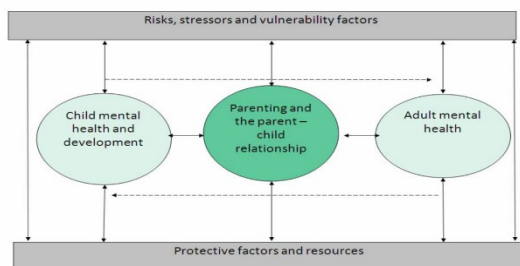 Risks, stressors and vulnerability factors
Child mental
health and
development
Parenting and
the parent –
child
relationship
Adult mental
health
Protective factors and resources